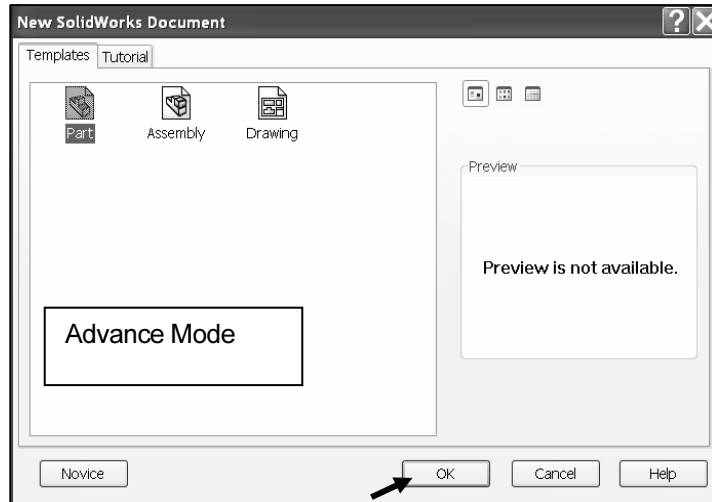 New SolidWorks Document
Templates Tutorial
Part Assembly Drawing
Preview
Preview is not available.
Advance Mode
Novice OK Cancel Help